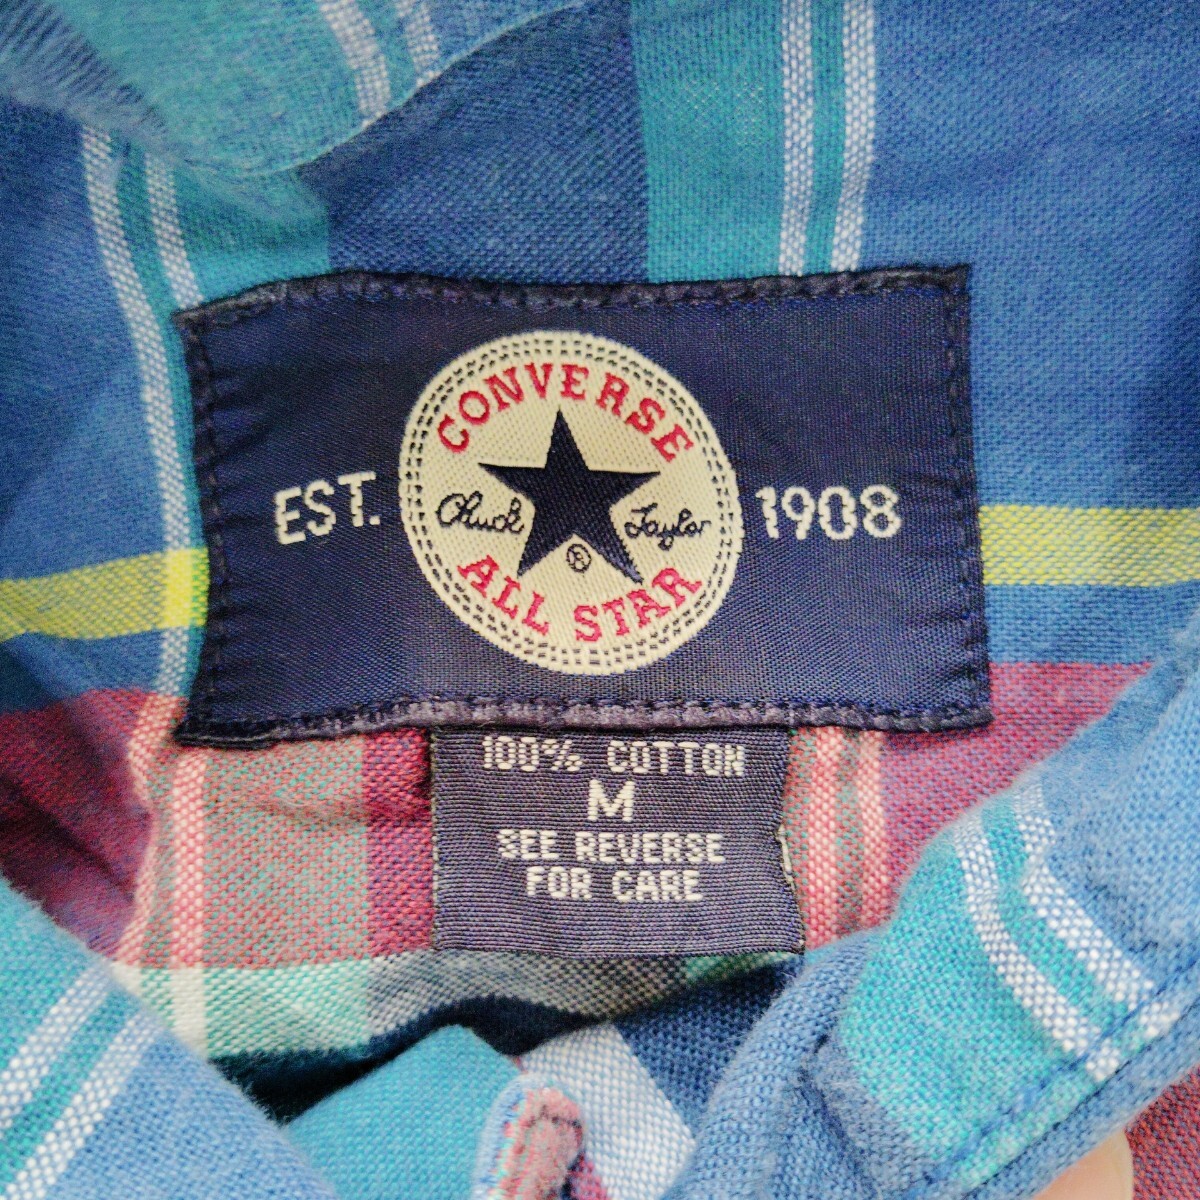 EST.
CONVERSE
Chuck Taylor
®
ALL STAR
1908
100% COTTON
M
SEE REVERSE
FOR CARE